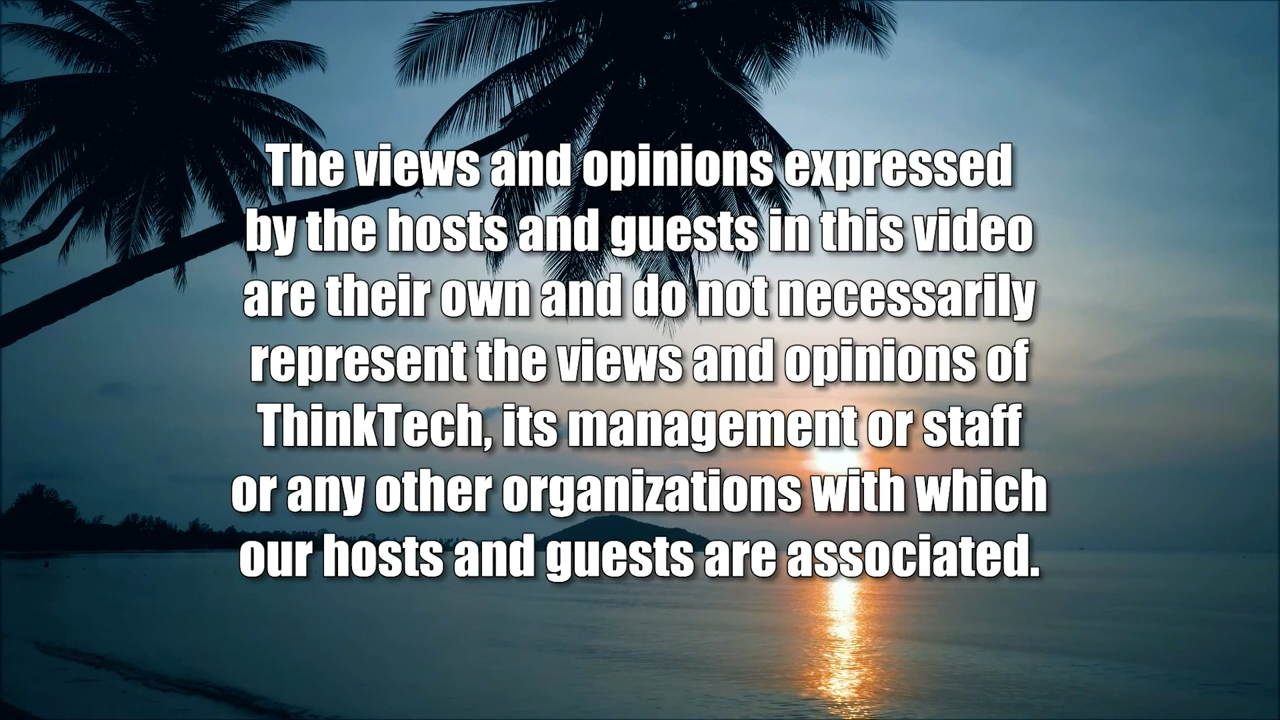 The views and opinions expressed
by the hosts and guests in this video
are their own and do not necessarily
represent the views and opinions of
ThinkTech, its management or staff
or any other organizations with which
our hosts and guests are associated.